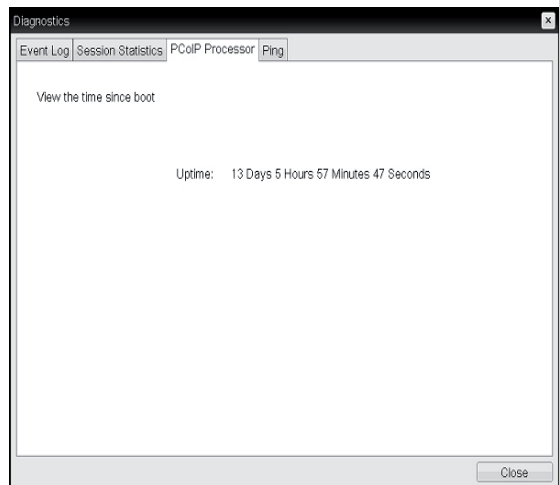 Diagnostics
Event Log Session Statistics PCoIP Processor Ping
View the time since boot
Uptime: 13 Days 5 Hours 57 Minutes 47 Seconds
Close